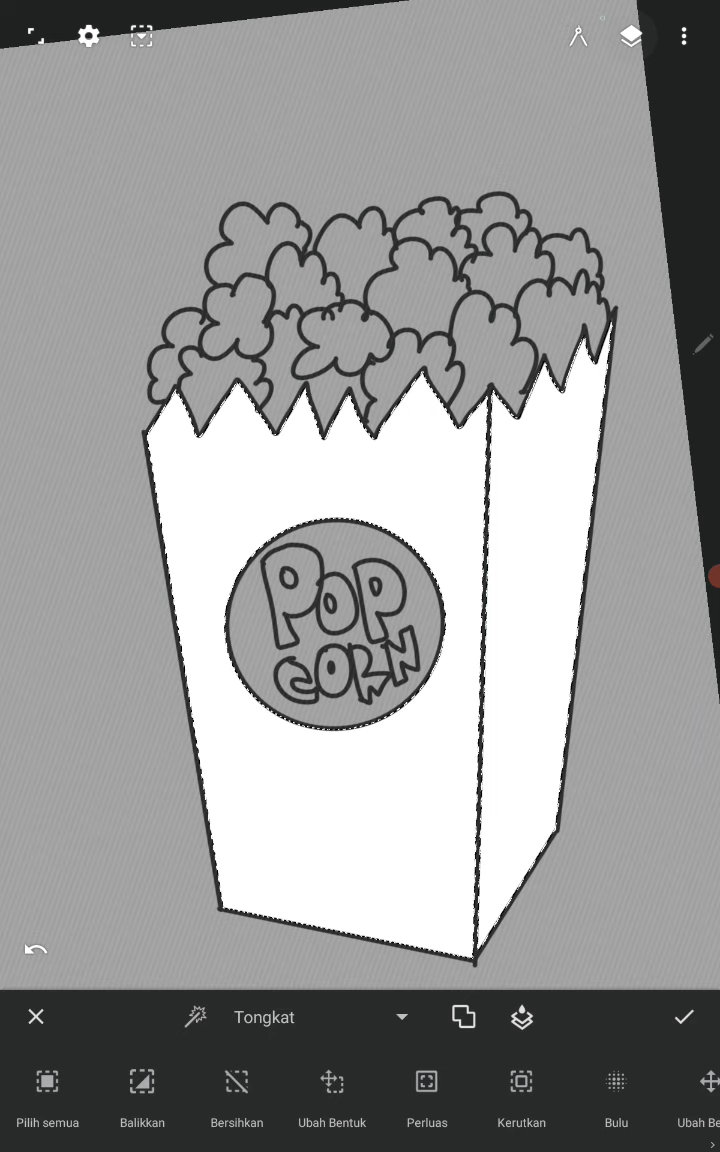 POP
CORN
Tongkat
Pilih semua Balikkan Bersihkan Ubah Bentuk Perluas Kerutkan Bulu Ubah Be